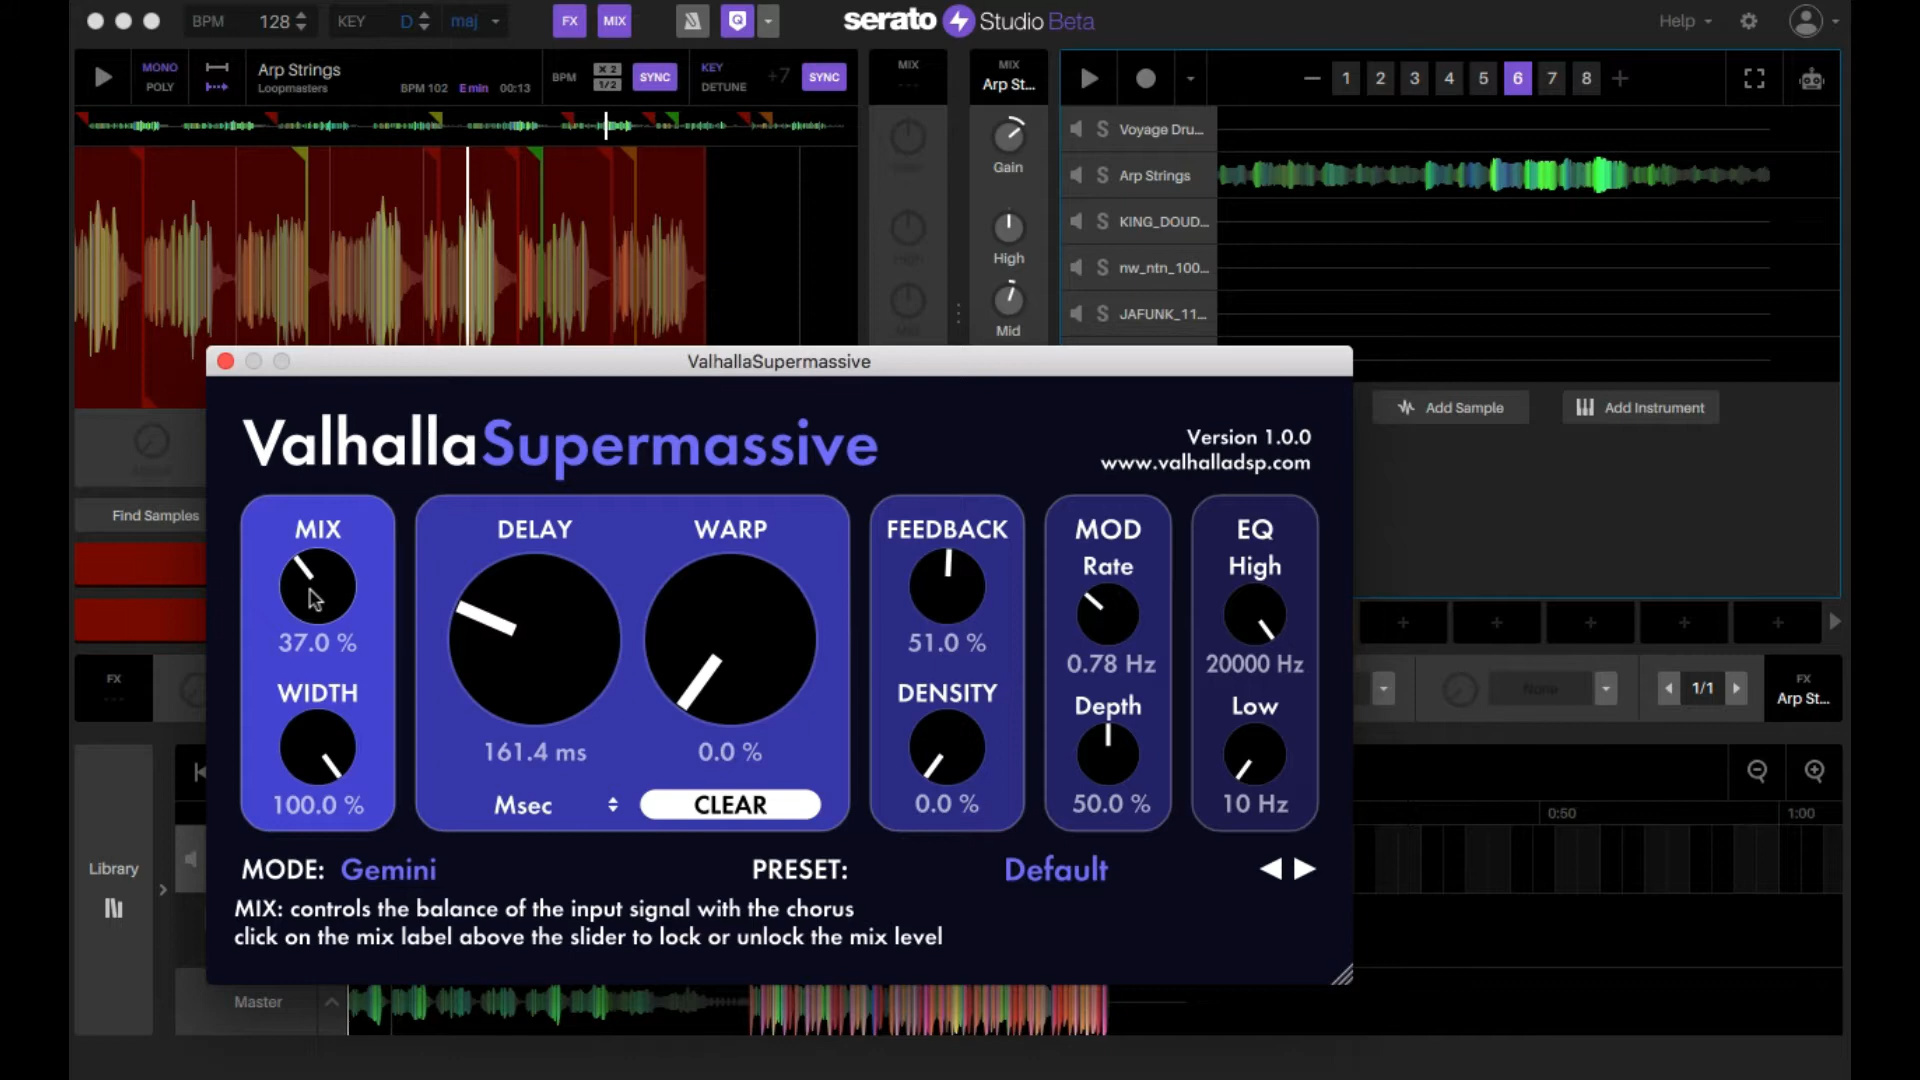 BPM 128 KEY D maj FX MIX serato Studio Beta Help
MONO
POLY
Arp Strings
Loopmasters
BPM 102 Emin 00:13
BPM X 2
1/2
SYNC
KEY
DETUNE
+7 SYNC
MIX
MIX
Arp St...
1 2 3 4 5 6 7 8
S Voyage Dru...
S Arp Strings
S KING_DOUD...
S nw_ntn_100...
S JAFUNK_11...
Gain
High
Mid
Add Sample
Add Instrument
Find Samples
ValhallaSupermassive
ValhallaSupermassive
Version 1.0.0
www.valhalladsp.com
MIX
37.0 %
WIDTH
100.0 %
DELAY
161.4 ms
Msec
WARP
0.0 %
CLEAR
FEEDBACK
51.0 %
DENSITY
0.0 %
MOD
Rate
0.78 Hz
Depth
50.0 %
EQ
High
20000 Hz
Low
10 Hz
MODE: Gemini PRESET: Default
MIX: controls the balance of the input signal with the chorus
click on the mix label above the slider to lock or unlock the mix level
FX
None
1/1
FX
Arp St...
0:50 1:00
Library
Master